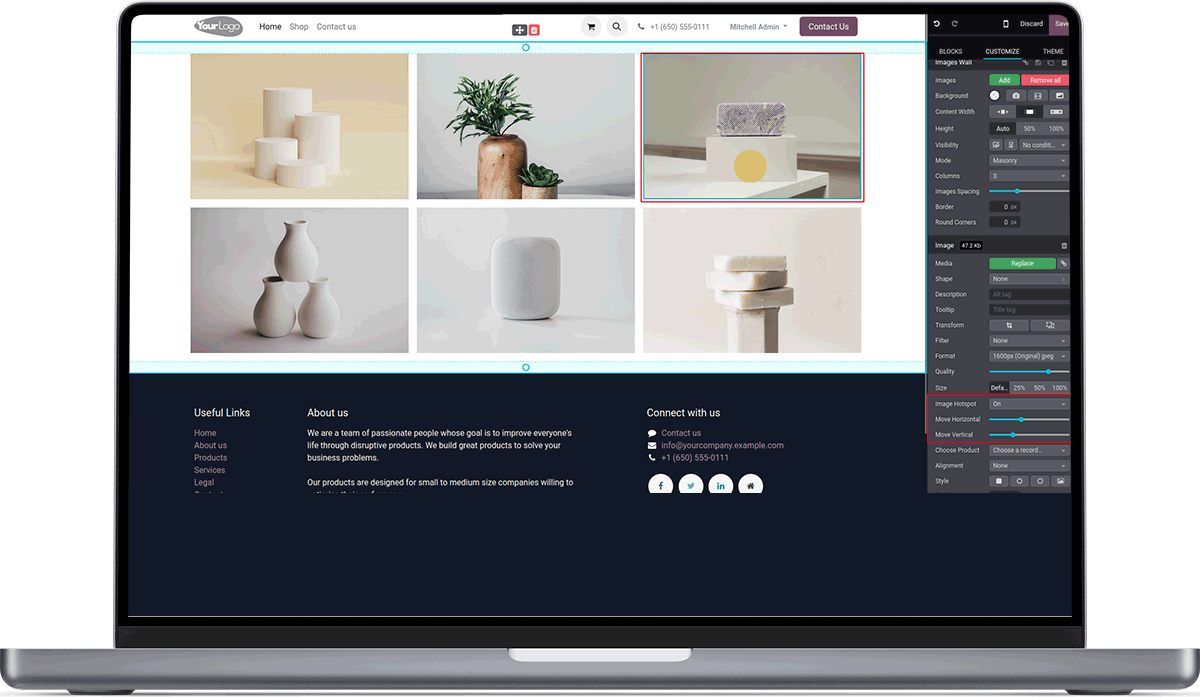 YourLogo
Home Shop Contact us
+1 (650) 555-0111
Mitchell Admin
Contact Us
Discard
Save
BLOCKS CUSTOMIZE THEME
Images Wall
Images Add Remove all
Background
Content Width
Height Auto 50% 100%
Visibility No conditi...
Mode Masonry
Columns 3
Images Spacing
Border 0 px
Round Corners 0 px
Image 47.2 Kb
Media Replace
Shape None
Description Alt tag
Tooltip Title tag
Transform
Filter None
Format 1600px (Original) jpeg
Quality
Size Defa... 25% 50% 100%
Image Hotspot On
Move Horizontal
Move Vertical
Choose Product Choose a record...
Alignment None
Style
Useful Links
Home
About us
Products
Services
Legal
About us
We are a team of passionate people whose goal is to improve everyone's
life through disruptive products. We build great products to solve your
business problems.
Our products are designed for small to medium size companies willing to
Connect with us
Contact us
info@yourcompany.example.com
+1 (650) 555-0111